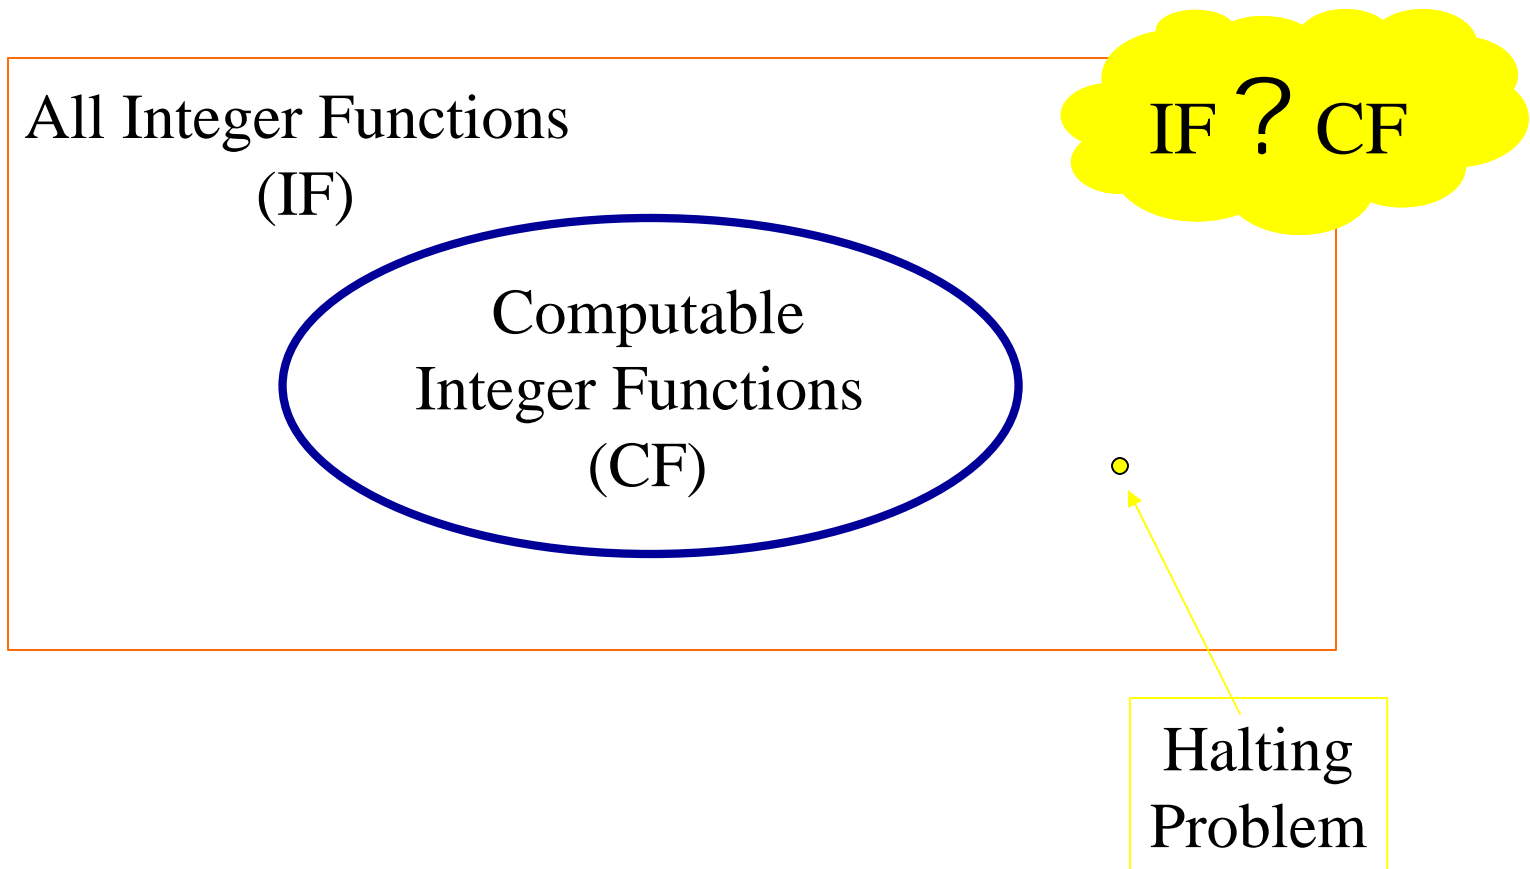 All Integer Functions
(IF)
IF ? CF
Computable
Integer Functions
(CF)
Halting
Problem